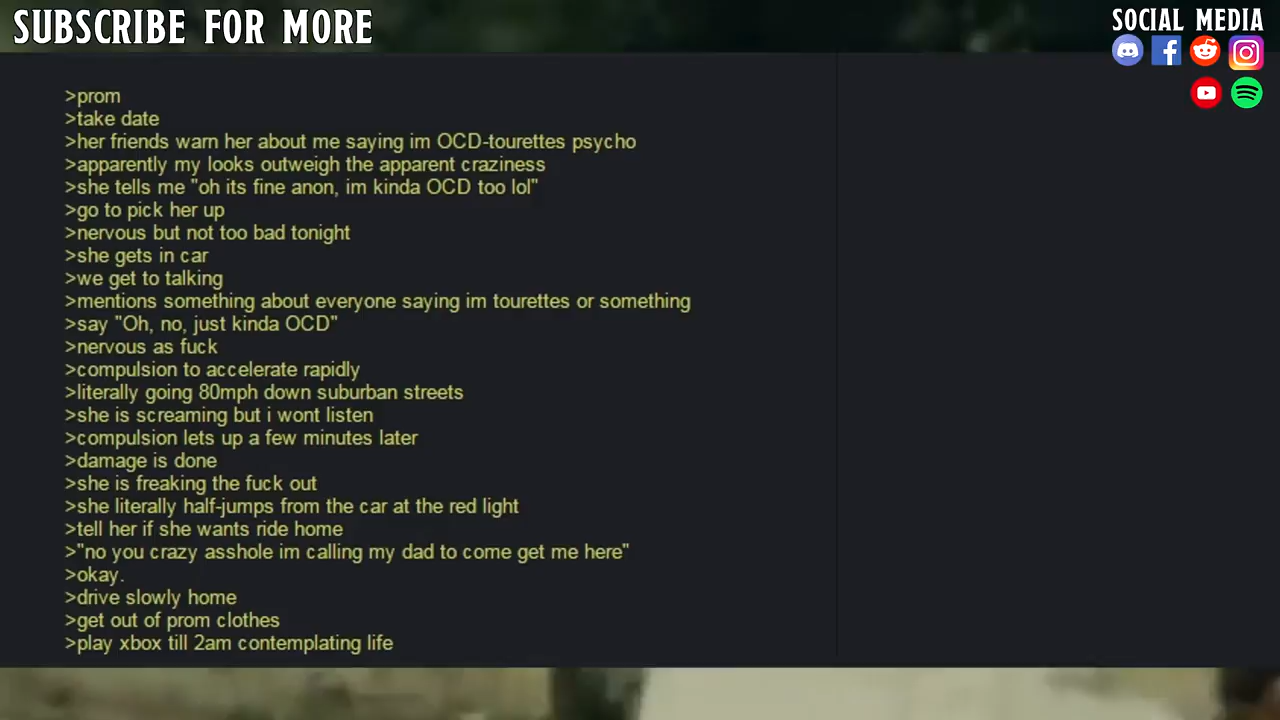 SUBSCRIBE FOR MORE
SOCIAL MEDIA
>prom
>take date
>her friends warn her about me saying im OCD-tourettes psycho
>apparently my looks outweigh the apparent craziness
>she tells me "oh its fine anon, im kinda OCD too lol"
>go to pick her up
>nervous but not too bad tonight
>she gets in car
>we get to talking
>mentions something about everyone saying im tourettes or something
>say "Oh, no, just kinda OCD"
>nervous as fuck
>compulsion to accelerate rapidly
>literally going 80mph down suburban streets
>she is screaming but i wont listen
>compulsion lets up a few minutes later
>damage is done
>she is freaking the fuck out
>she literally half-jumps from the car at the red light
>tell her if she wants ride home
>"no you crazy asshole im calling my dad to come get me here"
>okay.
>drive slowly home
>get out of prom clothes
>play xbox till 2am contemplating life